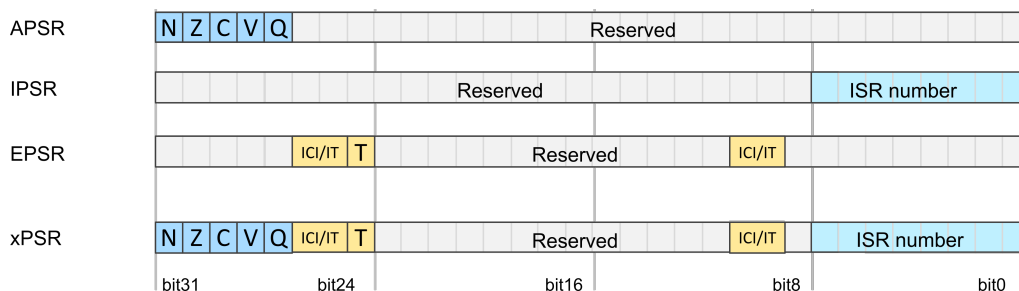 APSR N Z C V Q Reserved
IPSR Reserved ISR number
EPSR ICI/IT T Reserved ICI/IT
xPSR N Z C V Q ICI/IT T Reserved ICI/IT ISR number
bit31 bit24 bit16 bit8 bit0